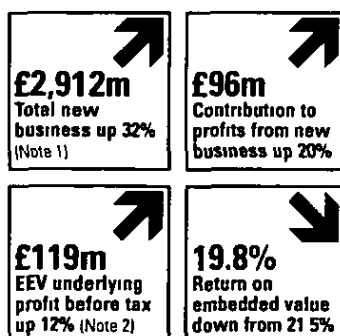 £2,912m
Total new
business up 32%
(Note 1)
£96m
Contribution to
profits from new
business up 20%
£119m
EEV underlying
profit before tax
up 12% (Note 2)
19.8%
Return on
embedded value
down from 21 5%